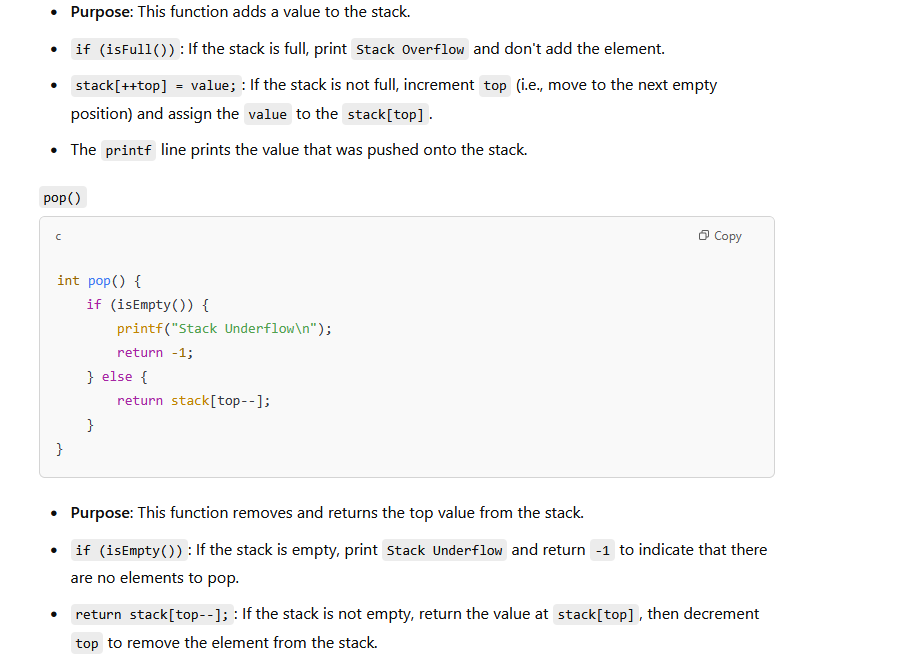 • Purpose: This function adds a value to the stack.
• if (isFull()): If the stack is full, print Stack Overflow and don't add the element.
• stack[++top] = value;: If the stack is not full, increment top (i.e., move to the next empty
position) and assign the value to the stack[top].
• The printf line prints the value that was pushed onto the stack.
pop()
c
Copy
int pop() {
    if (isEmpty()) {
        printf("Stack Underflow\n");
        return -1;
    } else {
        return stack[top--];
    }
}
• Purpose: This function removes and returns the top value from the stack.
• if (isEmpty()): If the stack is empty, print Stack Underflow and return -1 to indicate that there
are no elements to pop.
• return stack[top--];: If the stack is not empty, return the value at stack[top], then decrement
top to remove the element from the stack.